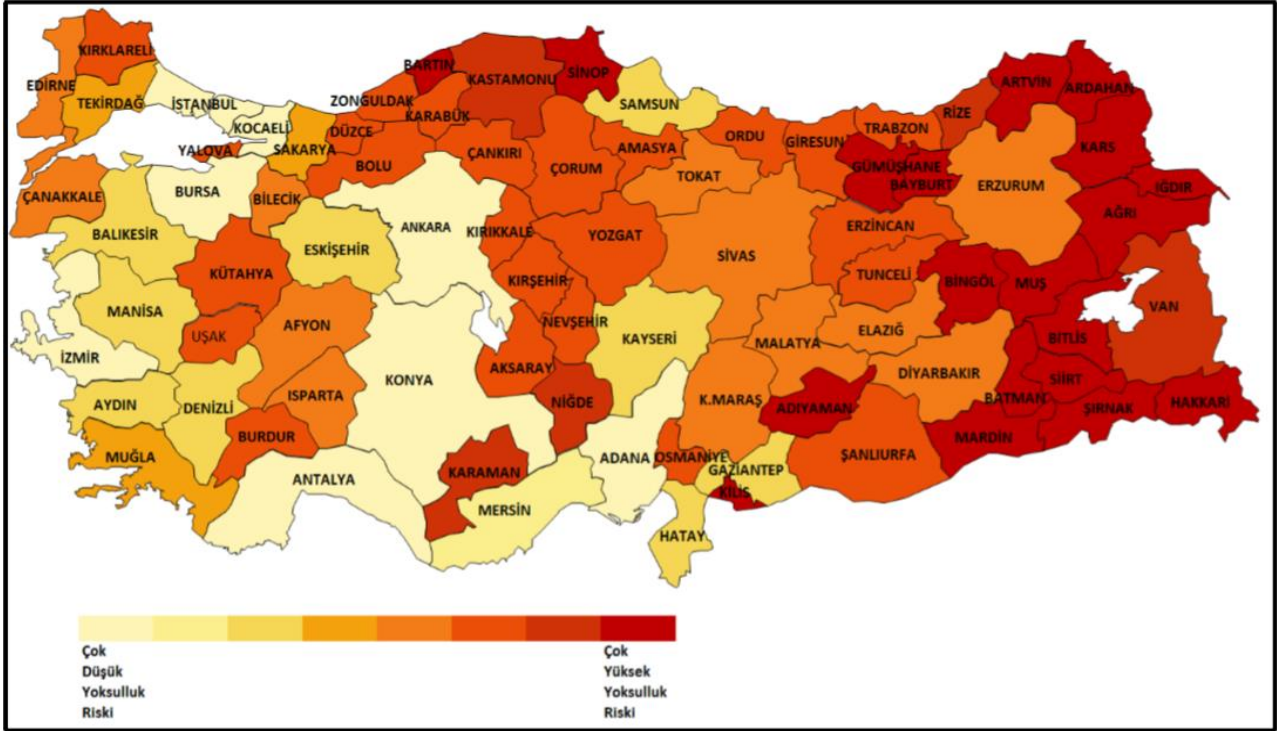 KIRKLARELİ
EDİRNE
TEKİRDAĞ
İSTANBUL
KOCAELİ
YALOVA
SAKARYA
DÜZCE
ZONGULDAK
BARTIN
KARABÜK
KASTAMONU
SİNOP
SAMSUN
BOLU
ÇANKIRI
ÇORUM
AMASYA
ORDU
GİRESUN
TRABZON
RİZE
ARTVİN
ARDAHAN
KARS
IĞDIR
AĞRI
GÜMÜŞHANE
BAYBURT
ERZURUM
TOKAT
ÇANAKKALE
BURSA
BİLECİK
BALIKESİR
ESKİŞEHİR
ANKARA
KIRIKKALE
YOZGAT
SİVAS
ERZİNCAN
TUNCELİ
BİNGÖL
MUŞ
VAN
KÜTAHYA
KIRŞEHİR
MANİSA
UŞAK
AFYON
NEVŞEHİR
KAYSERİ
MALATYA
ELAZIĞ
BITLİS
İZMİR
KONYA
AKSARAY
DİYARBAKIR
SİİRT
BATMAN
ŞIRNAK
HAKKARİ
AYDIN
DENİZLİ
ISPARTA
NİĞDE
K.MARAŞ
ADIYAMAN
MARDİN
MUĞLA
BURDUR
ANTALYA
KARAMAN
MERSİN
ADANA
OSMANİYE
GAZİANTEP
ŞANLIURFA
KİLİS
HATAY
Çok
Düşük
Yoksulluk
Riski
Çok
Yüksek
Yoksulluk
Riski